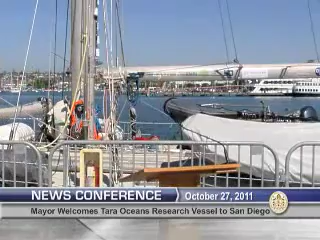 NEWS CONFERENCE October 27, 2011
Mayor Welcomes Tara Oceans Research Vessel to San Diego